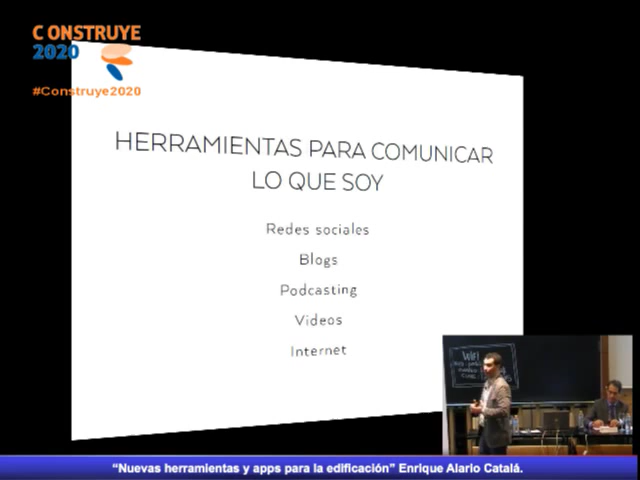 CONSTRUYE
2020
#Construye2020
HERRAMIENTAS PARA COMUNICAR
LO QUE SOY
Redes sociales
Blogs
Podcasting
Videos
Internet
"Nuevas herramientas y apps para la edificación" Enrique Alario Catalá.